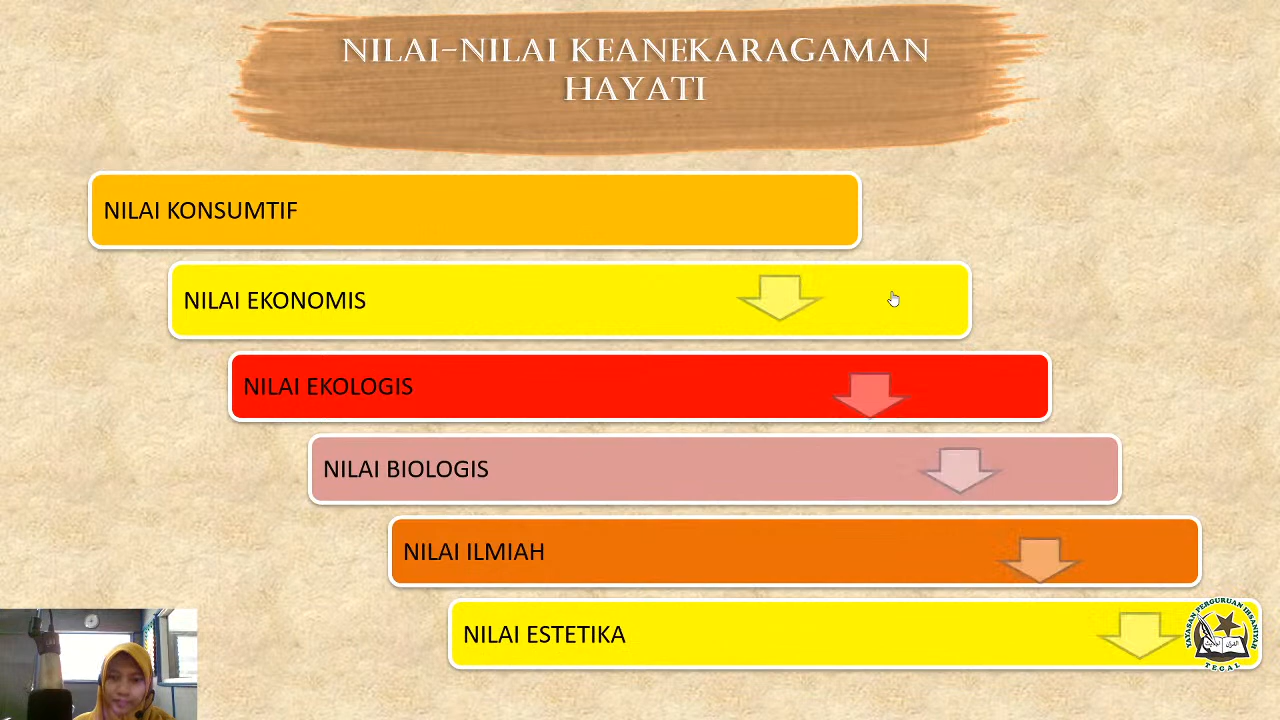 NILAI-NILAI KEANEKARAGAMAN
HAYATI
NILAI KONSUMTIF
NILAI EKONOMIS
NILAI EKOLOGIS
NILAI BIOLOGIS
NILAI ILMIAH
NILAI ESTETIKA
YAYASAN PERGURUAN IHSANIYAH
TEGAL